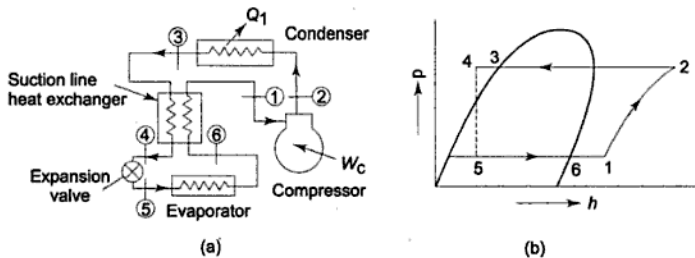 Q1
③
Condenser
Suction line
heat exchanger
①
②
④
⑥
Wc
Expansion
valve
Compressor
⑤
Evaporator
(a)
p
4
3
2
5
6
1
h
(b)